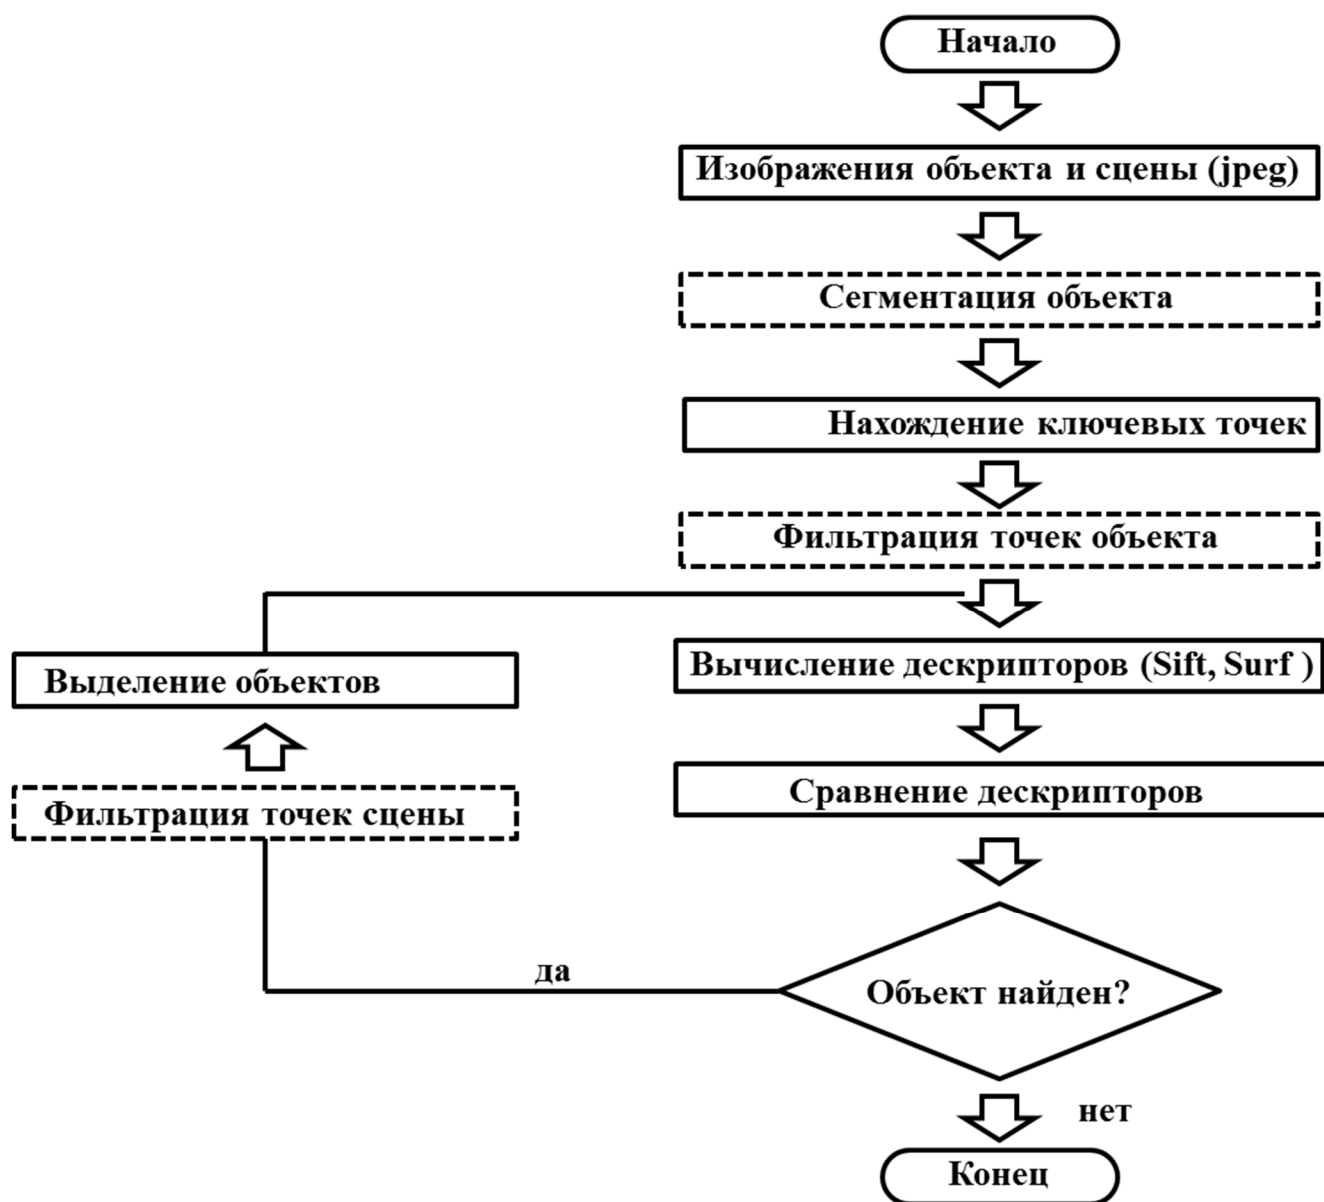 Начало
Изображения объекта и сцены (jpeg)
Сегментация объекта
Нахождение ключевых точек
Фильтрация точек объекта
Вычисление дескрипторов (Sift, Surf )
Сравнение дескрипторов
Объект найден?
да
Фильтрация точек сцены
Выделение объектов
нет
Конец